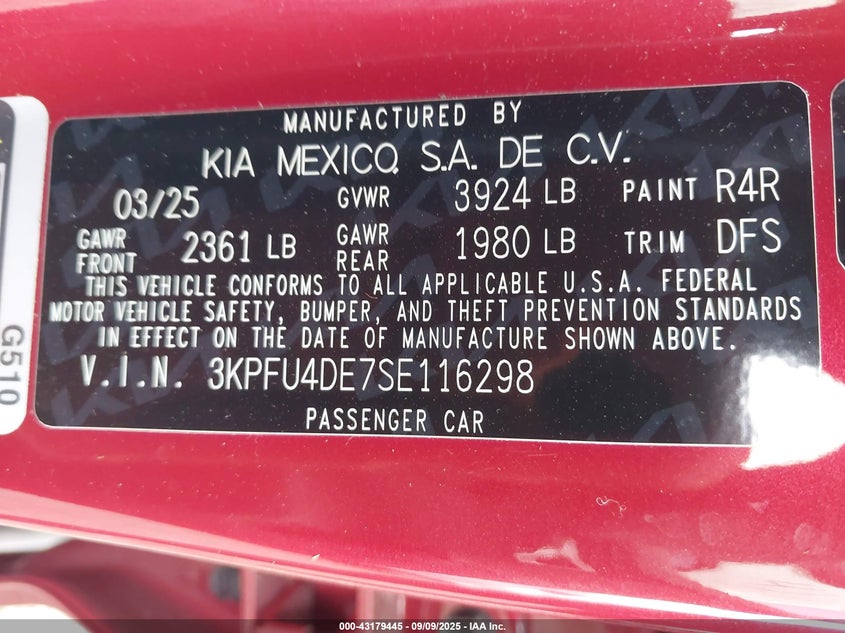 MANUFACTURED BY
KIA MEXICO S.A. DE C.V.
03/25 GVWR 3924 LB PAINT R4R
GAWR FRONT 2361 LB GAWR REAR 1980 LB TRIM DFS
THIS VEHICLE CONFORMS TO ALL APPLICABLE U.S.A. FEDERAL
MOTOR VEHICLE SAFETY, BUMPER, AND THEFT PREVENTION STANDARDS
IN EFFECT ON THE DATE OF MANUFACTURE SHOWN ABOVE.
V.I.N. 3KPFU4DE7SE116298
PASSENGER CAR
G510
000-43179445 - 09/09/2025 - IAA Inc.